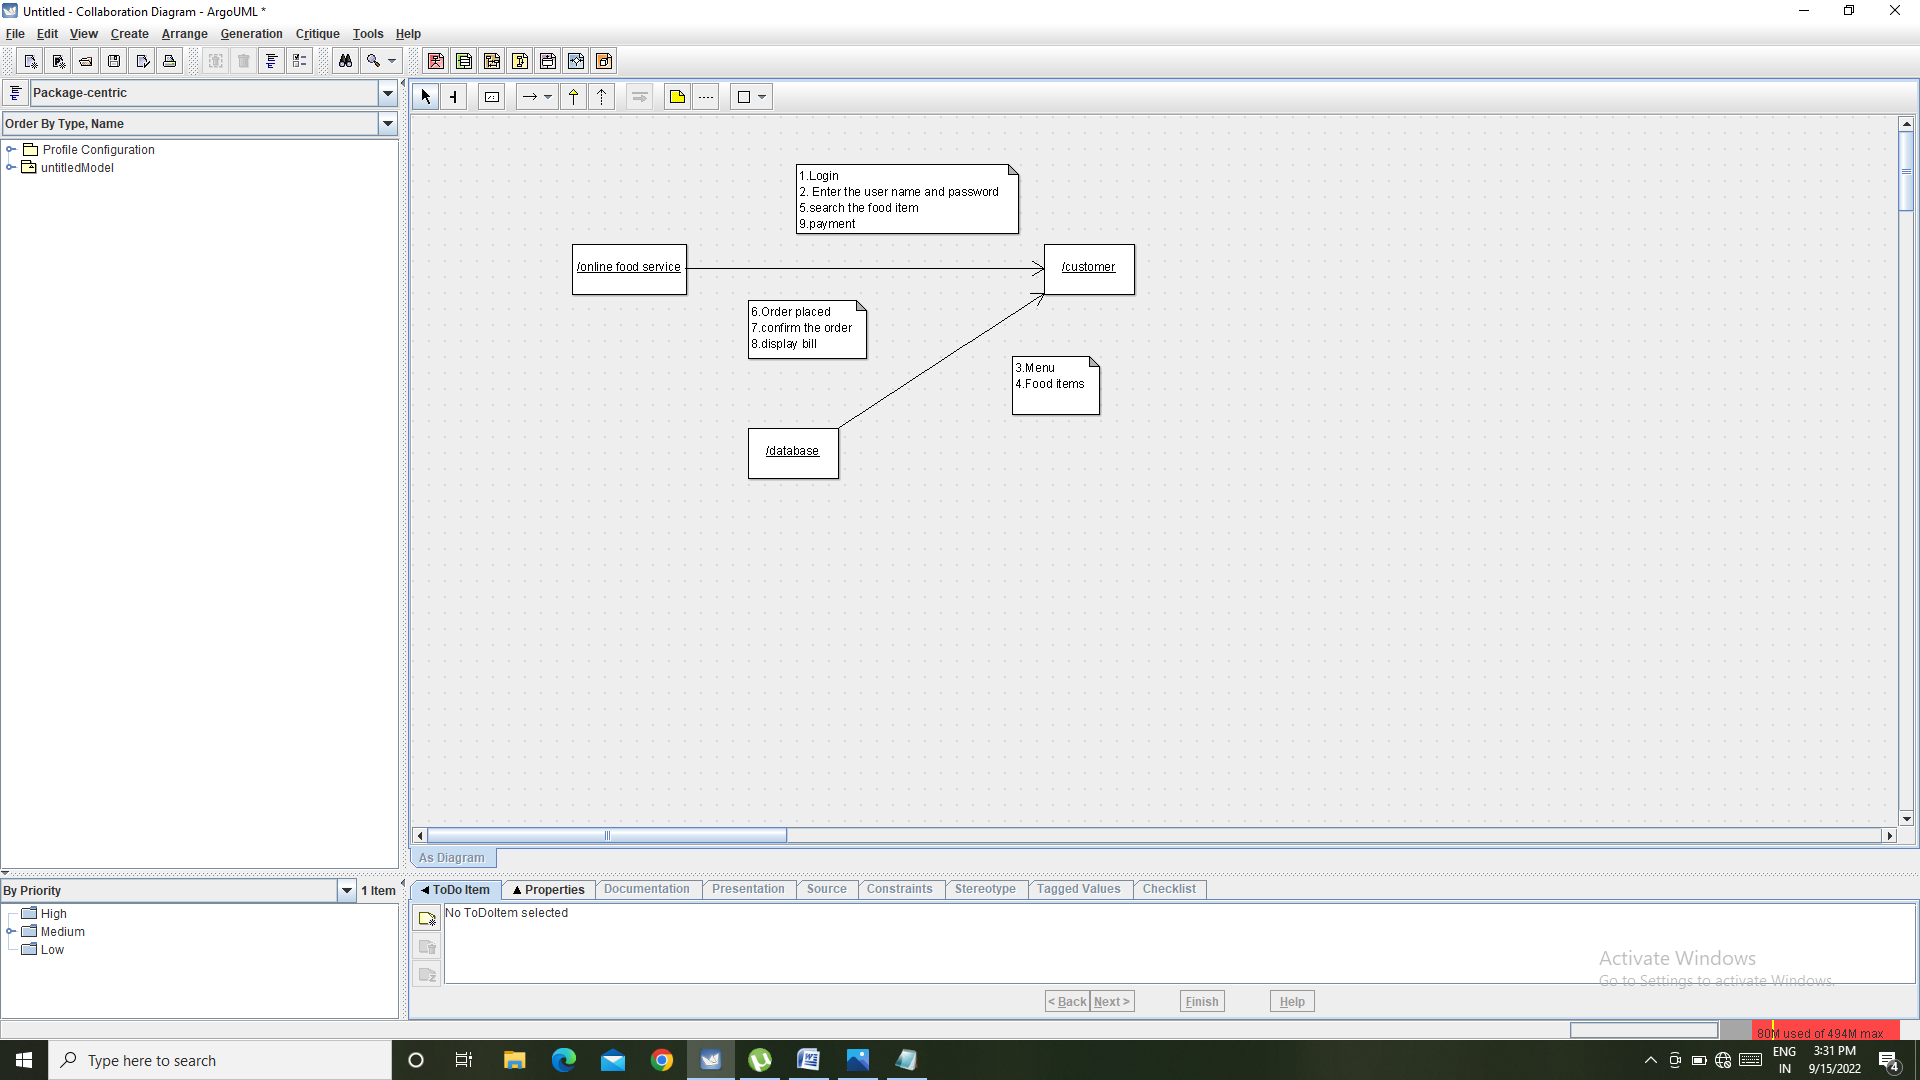 Untitled - Collaboration Diagram - ArgoUML *
File Edit View Create Arrange Generation Critique Tools Help
Package-centric
Order By Type, Name
Profile Configuration
untitledModel
1.Login
2. Enter the user name and password
5.search the food item
9.payment
/online food service
/customer
6.Order placed
7.confirm the order
8.display bill
3.Menu
4.Food items
/database
As Diagram
By Priority
1 Item
High
Medium
Low
ToDo Item Properties Documentation Presentation Source Constraints Stereotype Tagged Values Checklist
No ToDoItem selected
Activate Windows
Go to Settings to activate Windows.
< Back Next > Finish Help
80M used of 494M max
Type here to search
ENG
IN
3:31 PM
9/15/2022
4